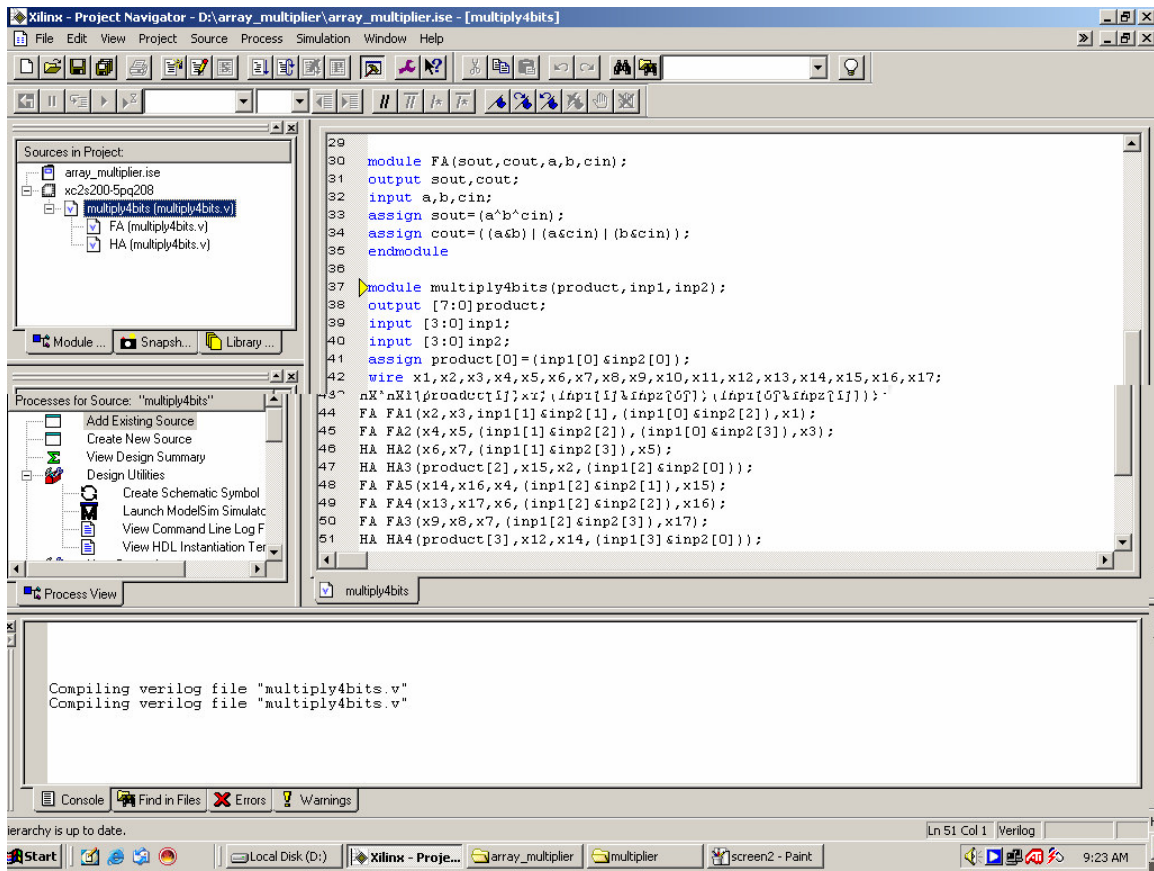 Xilinx - Project Navigator - D:\array_multiplier\array_multiplier.ise - [multiply4bits]
File Edit View Project Source Process Simulation Window Help
Sources in Project:
array_multiplier.ise
xc2s200-5pq208
multiply4bits (multiply4bits.v)
FA (multiply4bits.v)
HA (multiply4bits.v)
Module ... Snapsh... Library ...
Processes for Source: "multiply4bits"
Add Existing Source
Create New Source
View Design Summary
Design Utilities
Create Schematic Symbol
Launch ModelSim Simulatc
View Command Line Log F
View HDL Instantiation Ter
Process View
29
30 module FA(sout,cout,a,b,cin);
31 output sout,cout;
32 input a,b,cin;
33 assign sout=(a^b^cin);
34 assign cout=((a&b)|(a&cin)|(b&cin));
35 endmodule
36
37 module multiply4bits(product,inp1,inp2);
38 output [7:0]product;
39 input [3:0]inp1;
40 input [3:0]inp2;
41 assign product[0]=(inp1[0]&inp2[0]);
42 wire x1,x2,x3,x4,x5,x6,x7,x8,x9,x10,x11,x12,x13,x14,x15,x16,x17;
44 FA FA1(x2,x3,inp1[1]&inp2[1],(inp1[0]&inp2[2]),x1);
45 FA FA2(x4,x5,(inp1[1]&inp2[2]),(inp1[0]&inp2[3]),x3);
46 HA HA2(x6,x7,(inp1[1]&inp2[3]),x5);
47 HA HA3(product[2],x15,x2,(inp1[2]&inp2[0]));
48 FA FA5(x14,x16,x4,(inp1[2]&inp2[1]),x15);
49 FA FA4(x13,x17,x6,(inp1[2]&inp2[2]),x16);
50 FA FA3(x9,x8,x7,(inp1[2]&inp2[3]),x17);
51 HA HA4(product[3],x12,x14,(inp1[3]&inp2[0]));
multiply4bits
Compiling verilog file "multiply4bits.v"
Compiling verilog file "multiply4bits.v"
Console Find in Files Errors Warnings
ierarchy is up to date.
Ln 51 Col 1 Verilog
Start Local Disk (D:) Xilinx - Proje... array_multiplier multiplier screen2 - Paint 9:23 AM